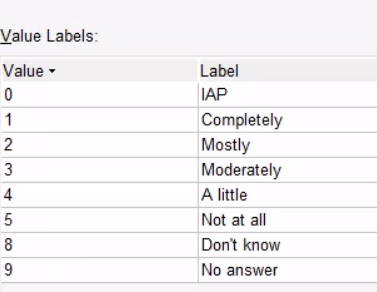 Value Labels:
Value Label
0 IAP
1 Completely
2 Mostly
3 Moderately
4 A little
5 Not at all
8 Don't know
9 No answer